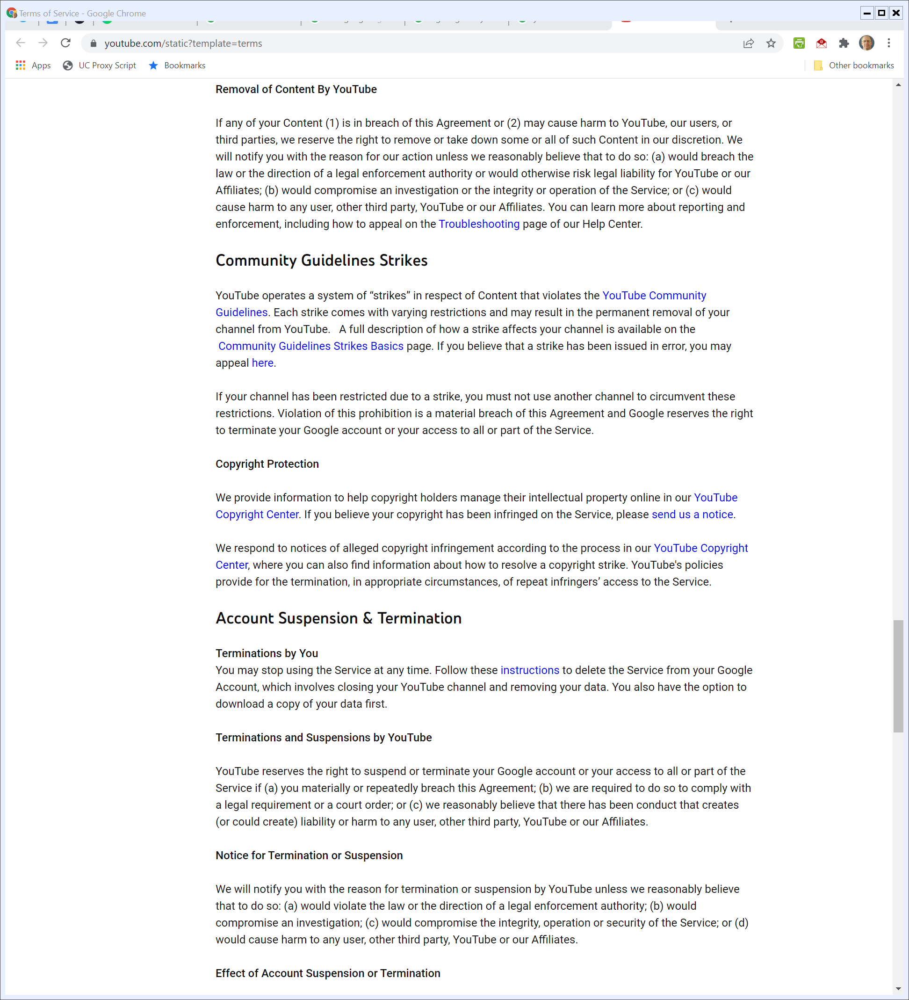 Terms of Service - Google Chrome
youtube.com/static?template=terms
Apps UC Proxy Script Bookmarks Other bookmarks
Removal of Content By YouTube
If any of your Content (1) is in breach of this Agreement or (2) may cause harm to YouTube, our users, or
third parties, we reserve the right to remove or take down some or all of such Content in our discretion. We
will notify you with the reason for our action unless we reasonably believe that to do so: (a) would breach the
law or the direction of a legal enforcement authority or would otherwise risk legal liability for YouTube or our
Affiliates; (b) would compromise an investigation or the integrity or operation of the Service; or (c) would
cause harm to any user, other third party, YouTube or our Affiliates. You can learn more about reporting and
enforcement, including how to appeal on the Troubleshooting page of our Help Center.
Community Guidelines Strikes
YouTube operates a system of “strikes” in respect of Content that violates the YouTube Community
Guidelines. Each strike comes with varying restrictions and may result in the permanent removal of your
channel from YouTube.   A full description of how a strike affects your channel is available on the
Community Guidelines Strikes Basics page. If you believe that a strike has been issued in error, you may
appeal here.
If your channel has been restricted due to a strike, you must not use another channel to circumvent these
restrictions. Violation of this prohibition is a material breach of this Agreement and Google reserves the right
to terminate your Google account or your access to all or part of the Service.
Copyright Protection
We provide information to help copyright holders manage their intellectual property online in our YouTube
Copyright Center. If you believe your copyright has been infringed on the Service, please send us a notice.
We respond to notices of alleged copyright infringement according to the process in our YouTube Copyright
Center, where you can also find information about how to resolve a copyright strike. YouTube's policies
provide for the termination, in appropriate circumstances, of repeat infringers’ access to the Service.
Account Suspension & Termination
Terminations by You
You may stop using the Service at any time. Follow these instructions to delete the Service from your Google
Account, which involves closing your YouTube channel and removing your data. You also have the option to
download a copy of your data first.
Terminations and Suspensions by YouTube
YouTube reserves the right to suspend or terminate your Google account or your access to all or part of the
Service if (a) you materially or repeatedly breach this Agreement; (b) we are required to do so to comply with
a legal requirement or a court order; or (c) we reasonably believe that there has been conduct that creates
(or could create) liability or harm to any user, other third party, YouTube or our Affiliates.
Notice for Termination or Suspension
We will notify you with the reason for termination or suspension by YouTube unless we reasonably believe
that to do so: (a) would violate the law or the direction of a legal enforcement authority; (b) would
compromise an investigation; (c) would compromise the integrity, operation or security of the Service; or (d)
would cause harm to any user, other third party, YouTube or our Affiliates.
Effect of Account Suspension or Termination